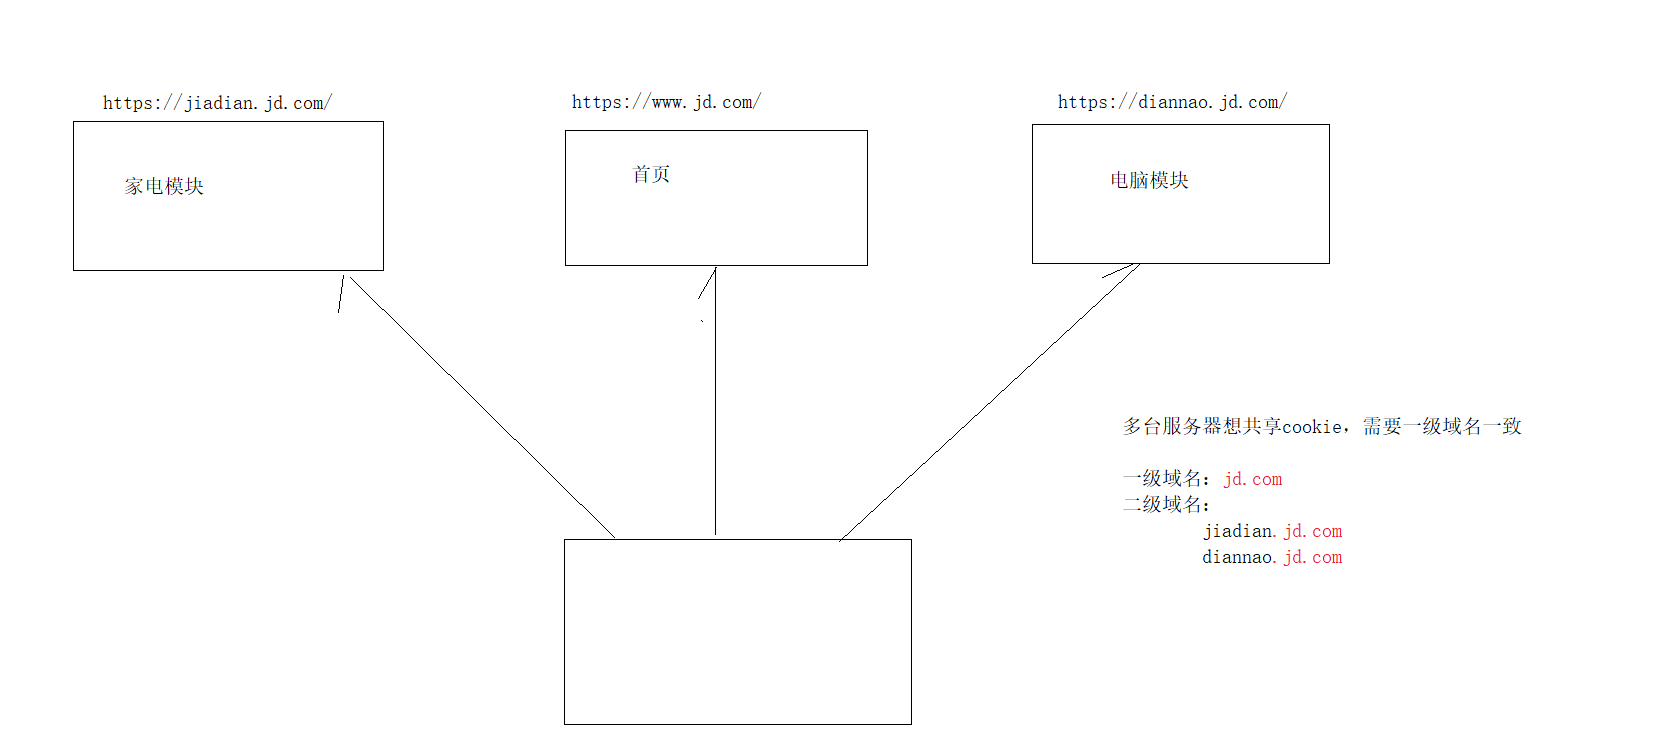 https://jiadian.jd.com/
https://www.jd.com/
https://diannao.jd.com/
家电模块
首页
电脑模块
多台服务器想共享cookie，需要一级域名一致
一级域名：jd.com
二级域名：
jiadian.jd.com
diannao.jd.com